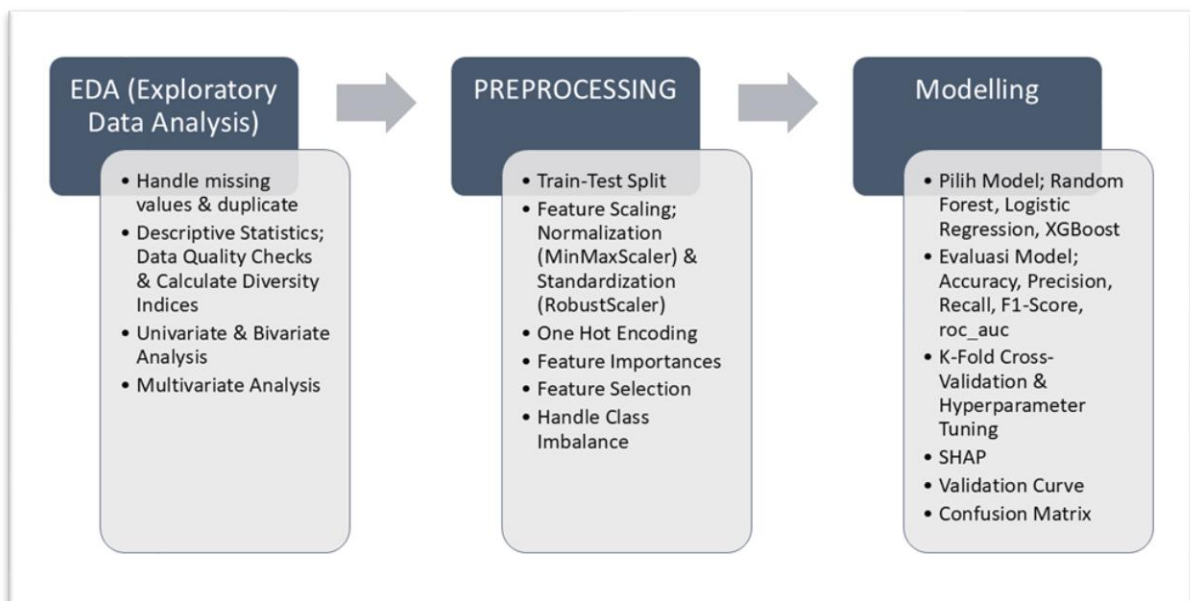 EDA (Exploratory
Data Analysis)
• Handle missing
values & duplicate
• Descriptive Statistics;
Data Quality Checks
& Calculate Diversity
Indices
• Univariate & Bivariate
Analysis
• Multivariate Analysis
PREPROCESSING
• Train-Test Split
• Feature Scaling;
Normalization
(MinMaxScaler) &
Standardization
(RobustScaler)
• One Hot Encoding
• Feature Importances
• Feature Selection
• Handle Class
Imbalance
Modelling
• Pilih Model; Random
Forest, Logistic
Regression, XGBoost
• Evaluasi Model;
Accuracy, Precision,
Recall, F1-Score,
roc_auc
• K-Fold Cross-
Validation &
Hyperparameter
Tuning
• SHAP
• Validation Curve
• Confusion Matrix